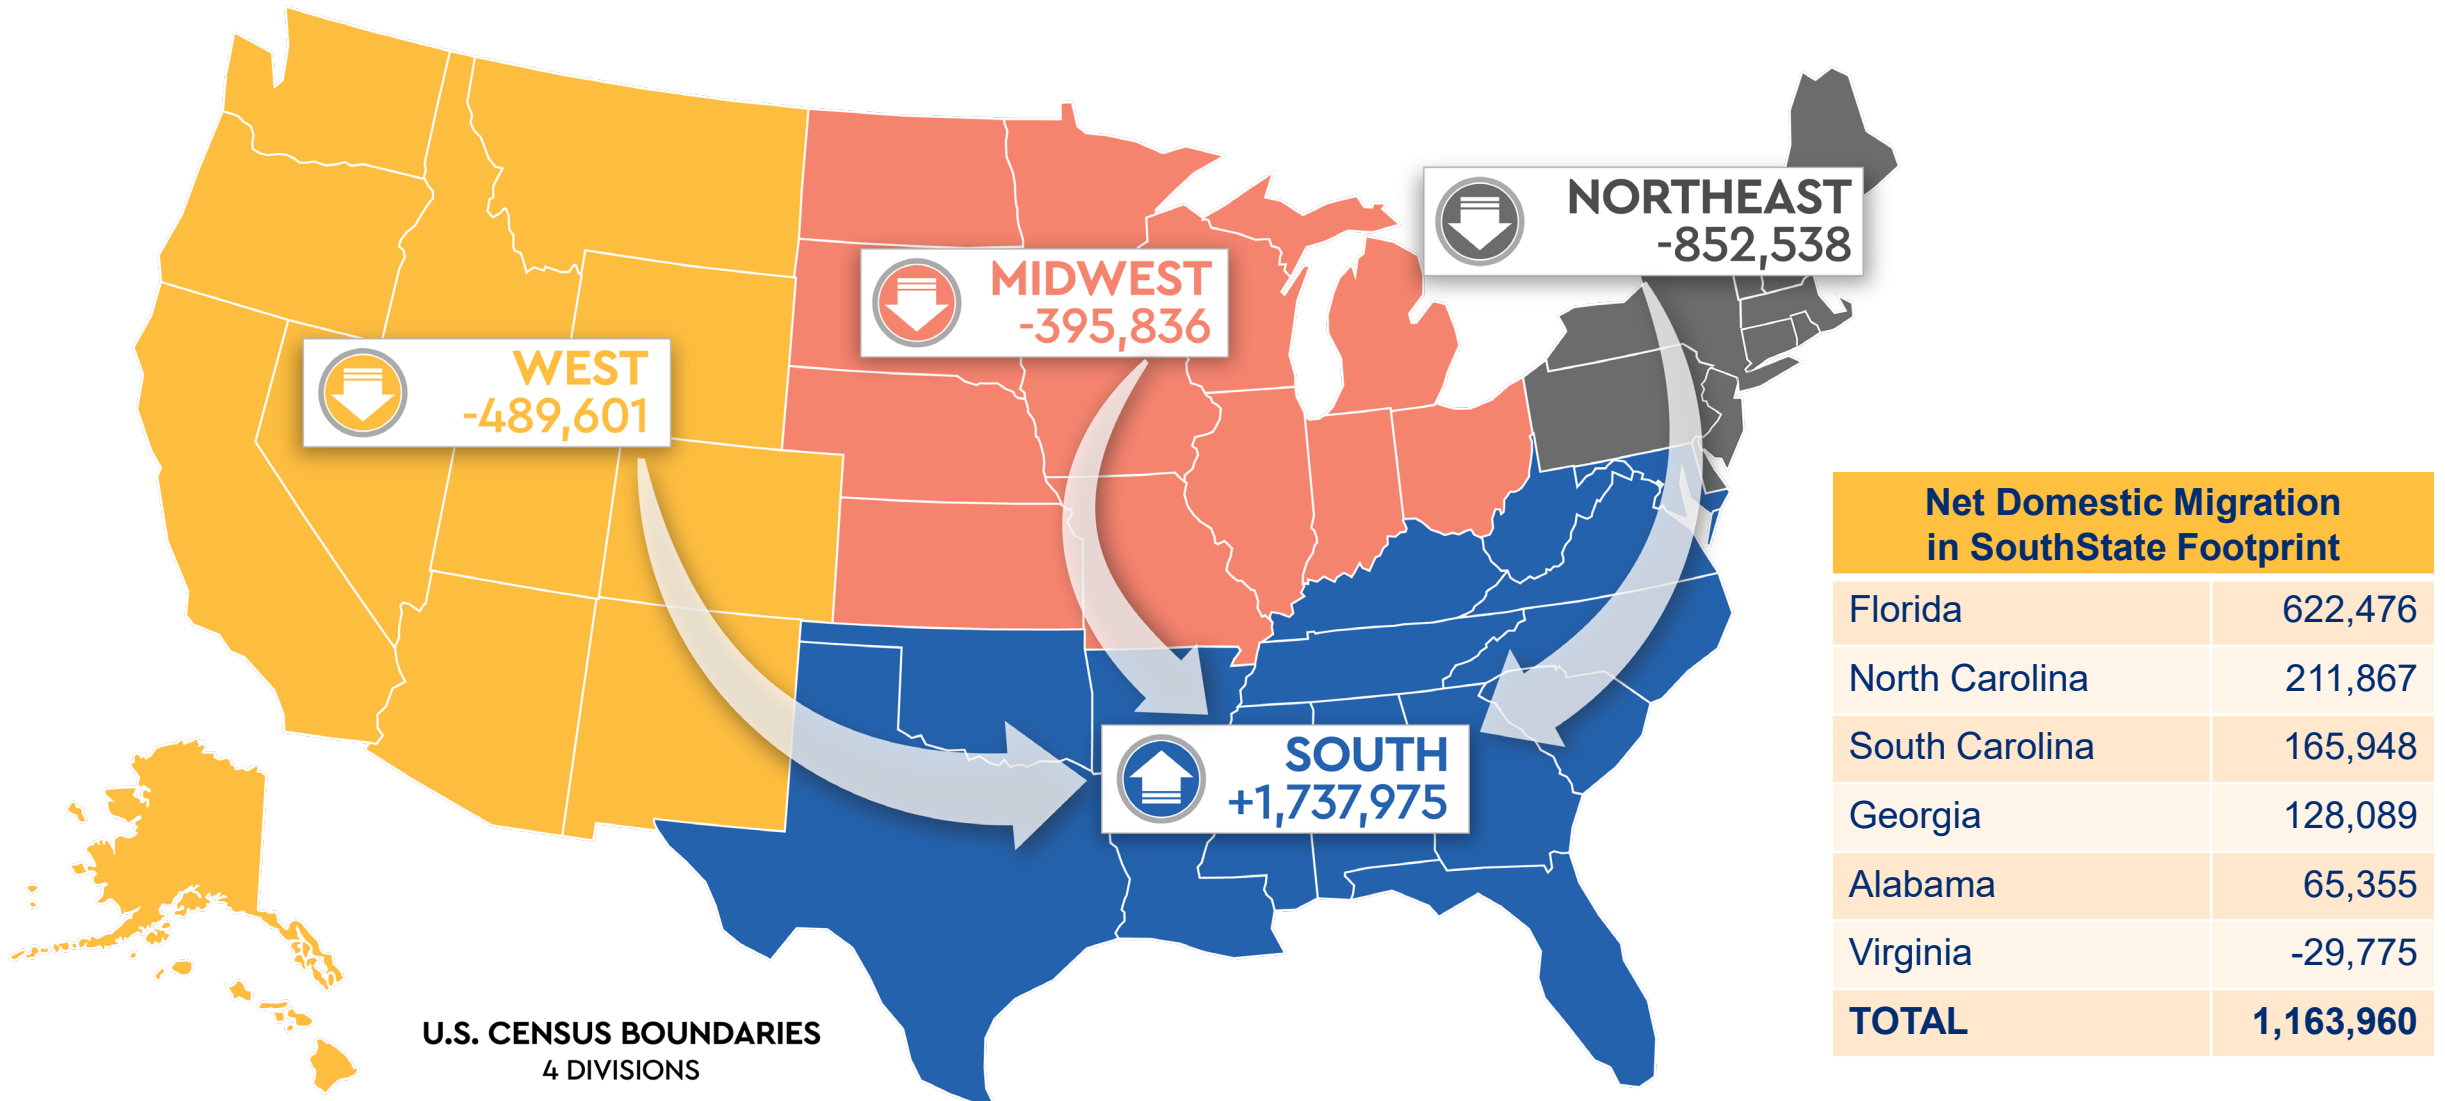 NORTHEAST
-852,538
MIDWEST
-395,836
WEST
-489,601
SOUTH
+1,737,975
U.S. CENSUS BOUNDARIES
4 DIVISIONS
Net Domestic Migration
in SouthState Footprint
Florida 622,476
North Carolina 211,867
South Carolina 165,948
Georgia 128,089
Alabama 65,355
Virginia -29,775
TOTAL 1,163,960